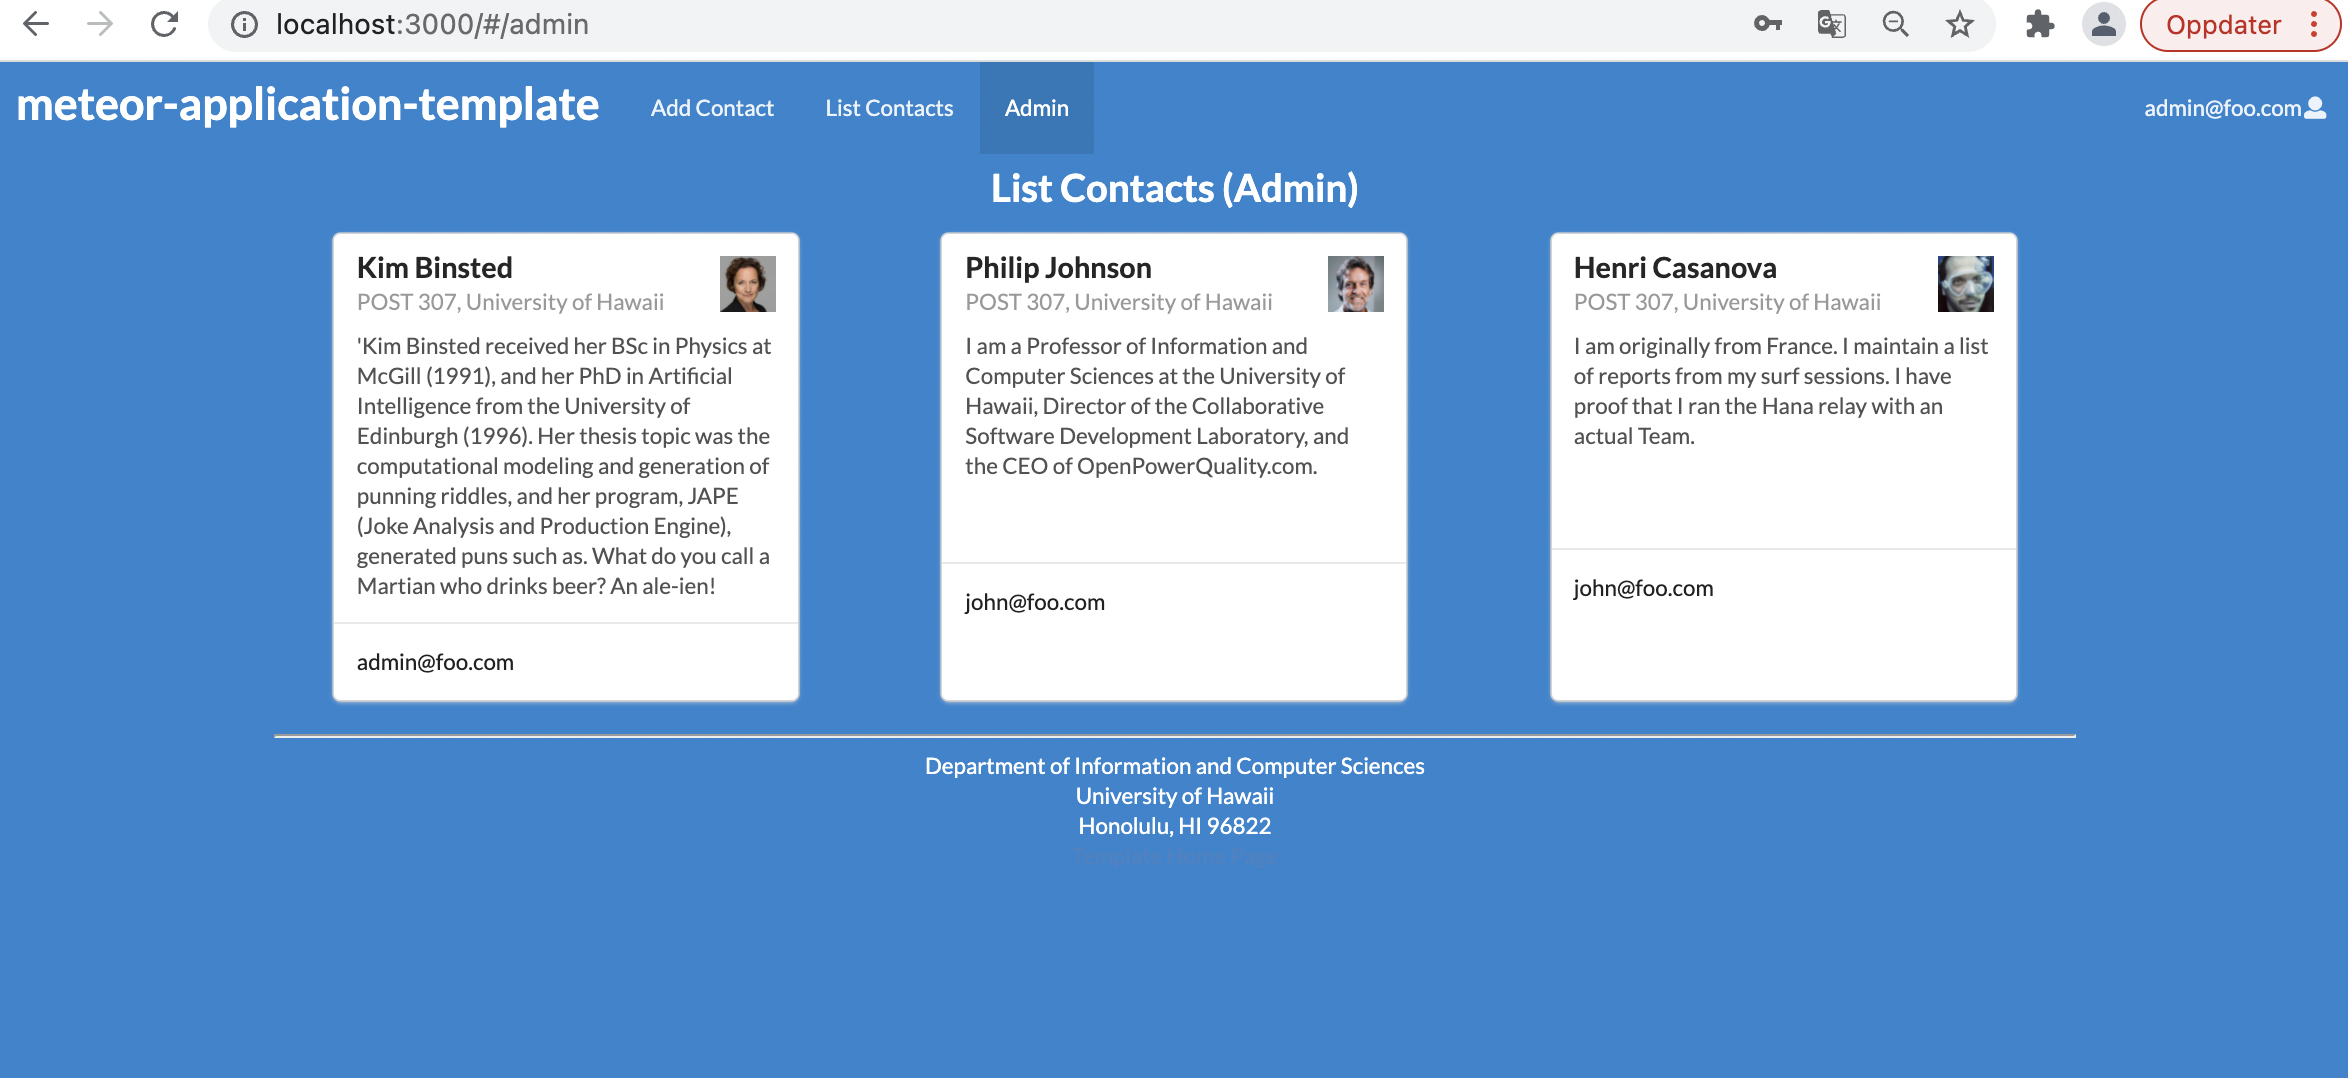 localhost:3000/#/admin
Oppdater
meteor-application-template
Add Contact
List Contacts
Admin
admin@foo.com
List Contacts (Admin)
Kim Binsted
POST 307, University of Hawaii
'Kim Binsted received her BSc in Physics at
McGill (1991), and her PhD in Artificial
Intelligence from the University of
Edinburgh (1996). Her thesis topic was the
computational modeling and generation of
punning riddles, and her program, JAPE
(Joke Analysis and Production Engine),
generated puns such as. What do you call a
Martian who drinks beer? An ale-ien!
admin@foo.com
Philip Johnson
POST 307, University of Hawaii
I am a Professor of Information and
Computer Sciences at the University of
Hawaii, Director of the Collaborative
Software Development Laboratory, and
the CEO of OpenPowerQuality.com.
john@foo.com
Henri Casanova
POST 307, University of Hawaii
I am originally from France. I maintain a list
of reports from my surf sessions. I have
proof that I ran the Hana relay with an
actual Team.
john@foo.com
Department of Information and Computer Sciences
University of Hawaii
Honolulu, HI 96822
Template Home Page